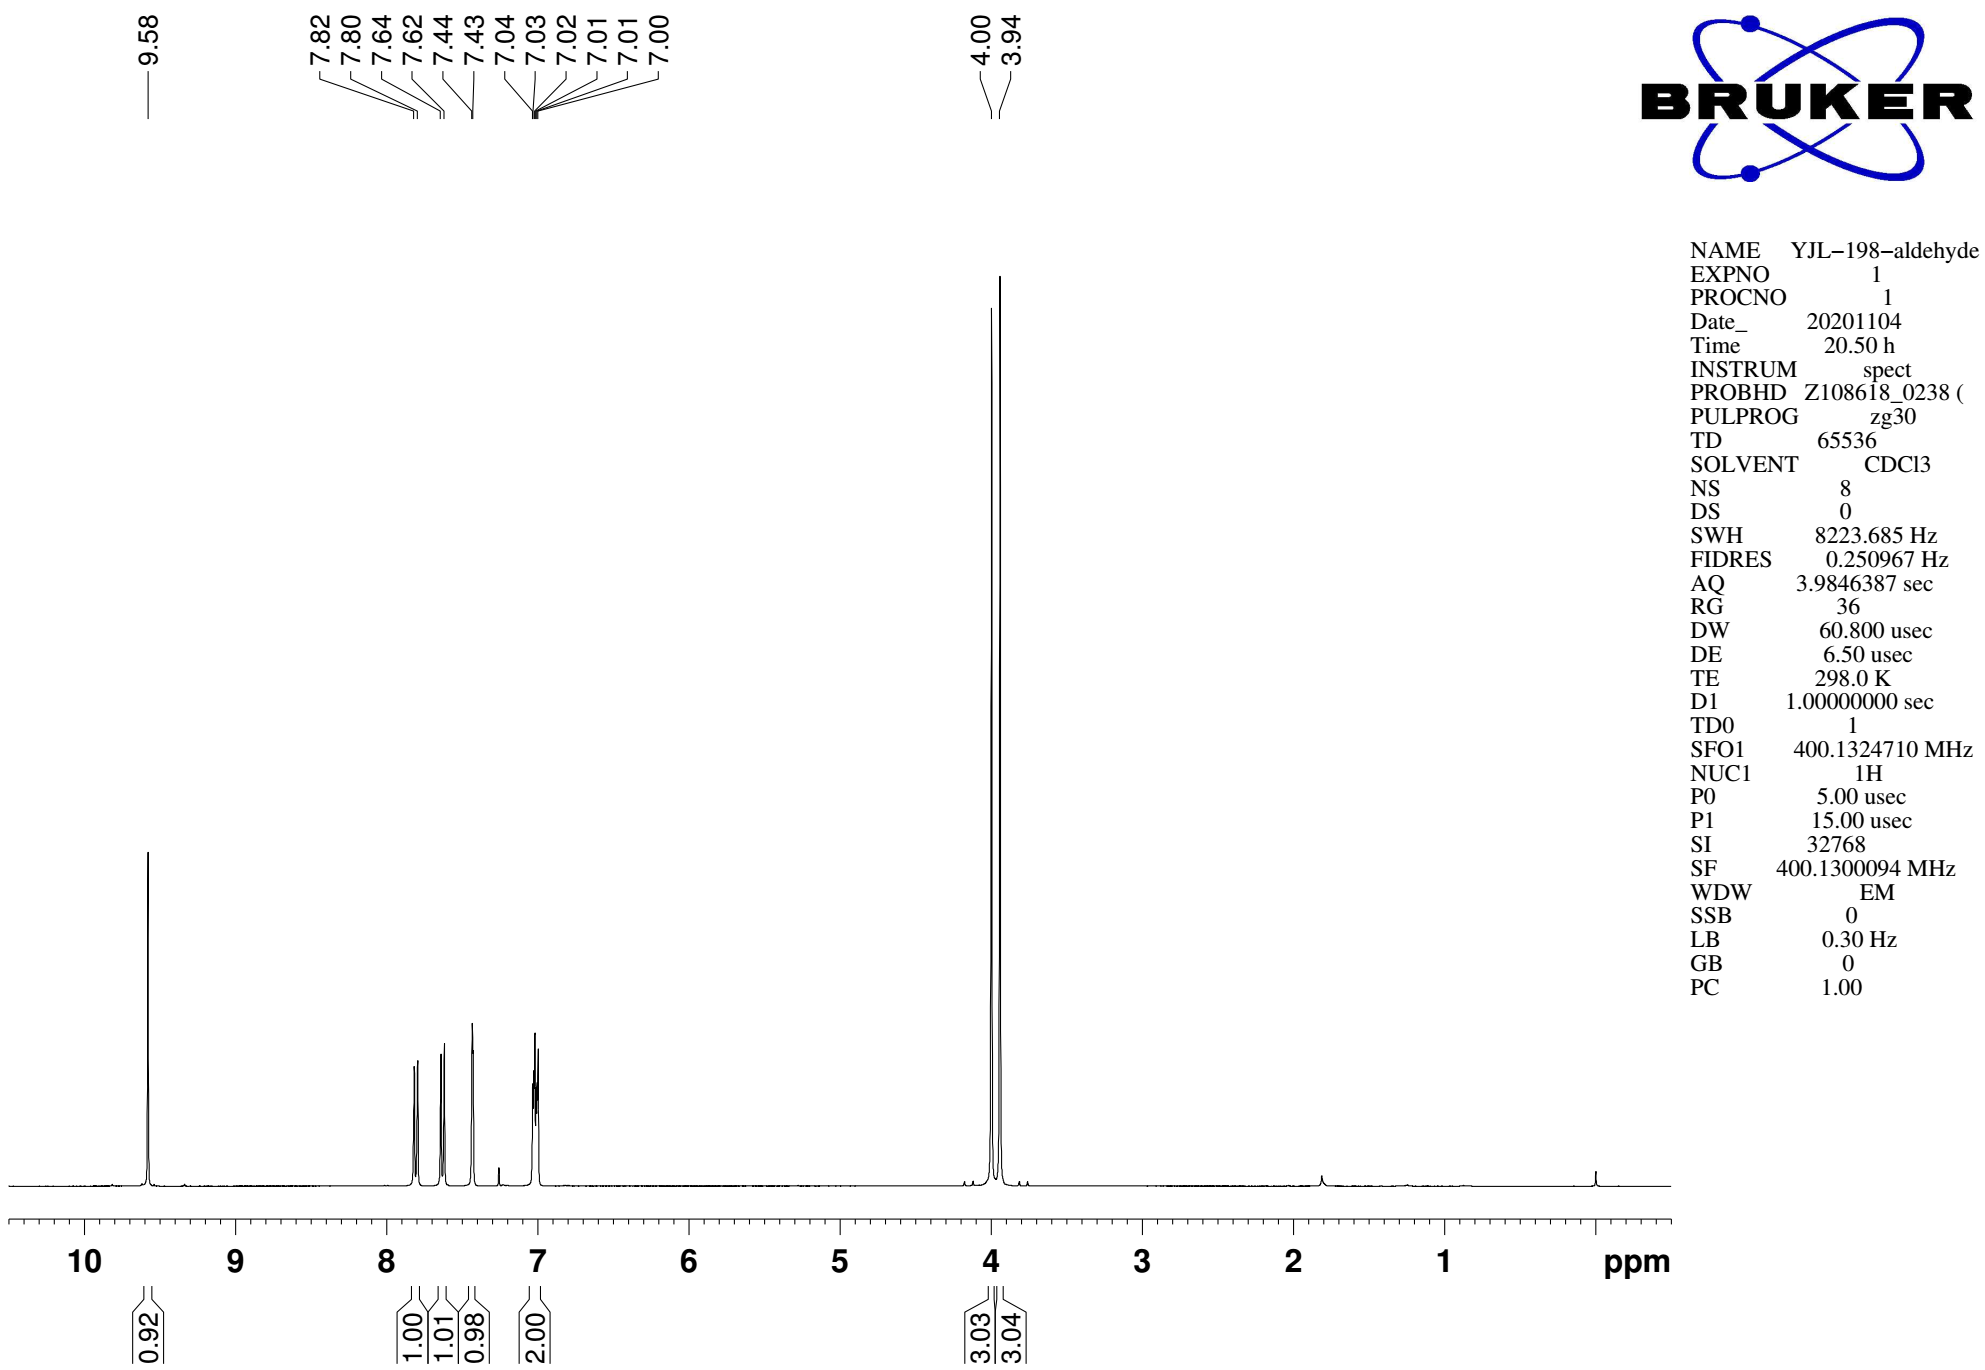 9.58
7.82
7.80
7.64
7.62
7.44
7.43
7.04
7.03
7.02
7.01
7.01
7.00
4.00
3.94
BRUKER
NAME YJL-198-aldehyde
EXPNO 1
PROCNO 1
Date_ 20201104
Time 20.50 h
INSTRUM spect
PROBHD Z108618_0238 (
PULPROG zg30
TD 65536
SOLVENT CDCl3
NS 8
DS 0
SWH 8223.685 Hz
FIDRES 0.250967 Hz
AQ 3.9846387 sec
RG 36
DW 60.800 usec
DE 6.50 usec
TE 298.0 K
D1 1.00000000 sec
TD0 1
SFO1 400.1324710 MHz
NUC1 1H
P0 5.00 usec
P1 15.00 usec
SI 32768
SF 400.1300094 MHz
WDW EM
SSB 0
LB 0.30 Hz
GB 0
PC 1.00
10 9 8 7 6 5 4 3 2 1 ppm
0.92
1.00
1.01
0.98
2.00
3.03
3.04